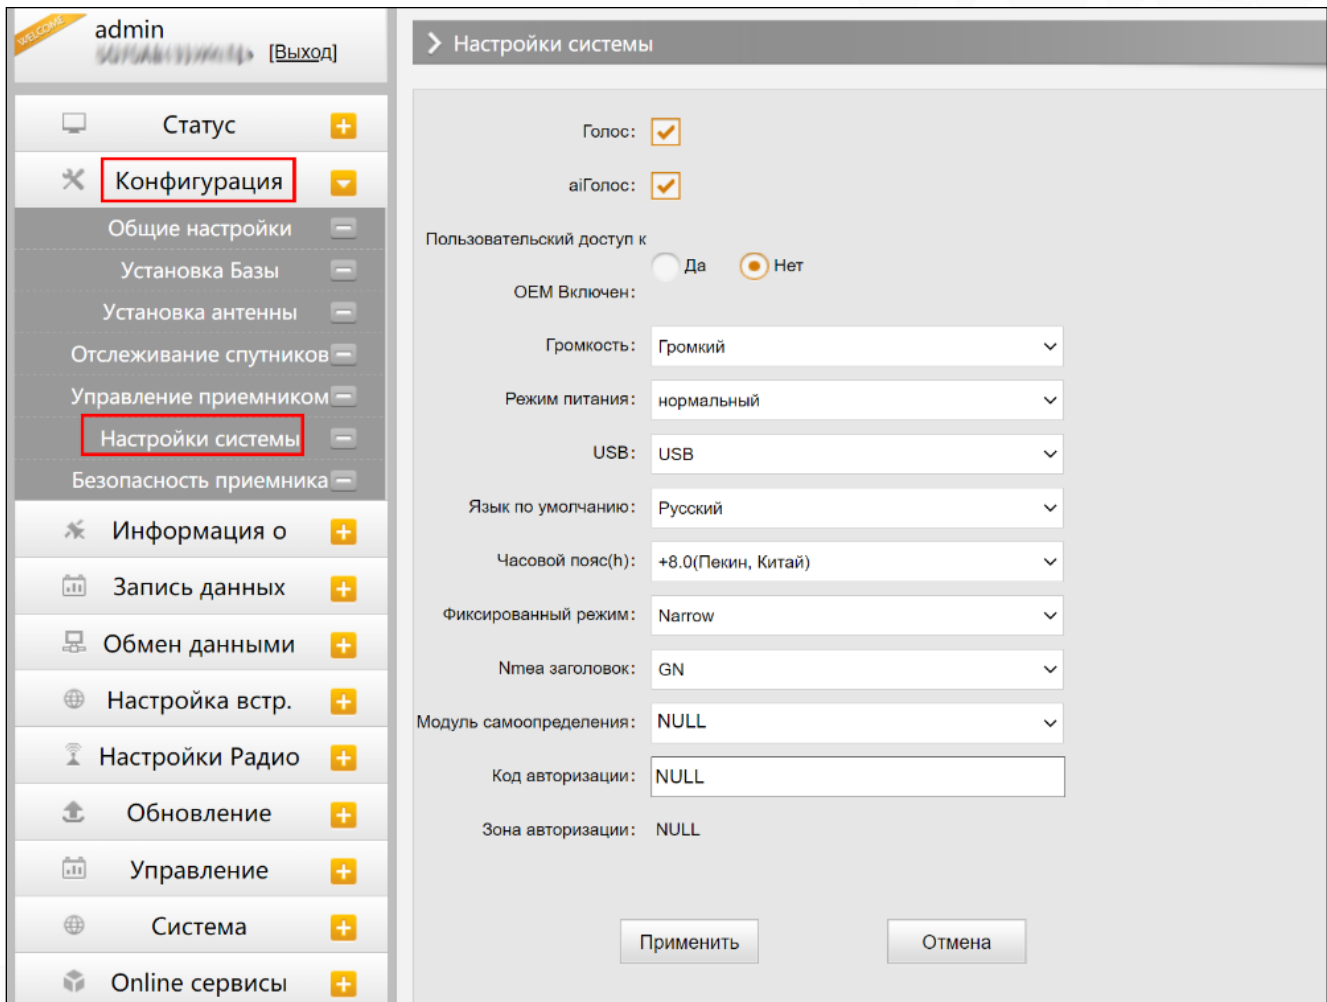 WELCOME
admin
[Выход]
Статус
Конфигурация
Общие настройки
Установка Базы
Установка антенны
Отслеживание спутников
Управление приемником
Настройки системы
Безопасность приемника
Информация о
Запись данных
Обмен данными
Настройка встр.
Настройки Радио
Обновление
Управление
Система
Online сервисы
Настройки системы
Голос:
aiГолос:
Пользовательский доступ к
OEM Включен:
Да Нет
Громкость: Громкий
Режим питания: нормальный
USB: USB
Язык по умолчанию: Русский
Часовой пояс(h): +8.0(Пекин, Китай)
Фиксированный режим: Narrow
Nmea заголовок: GN
Модуль самоопределения: NULL
Код авторизации: NULL
Зона авторизации: NULL
Применить Отмена